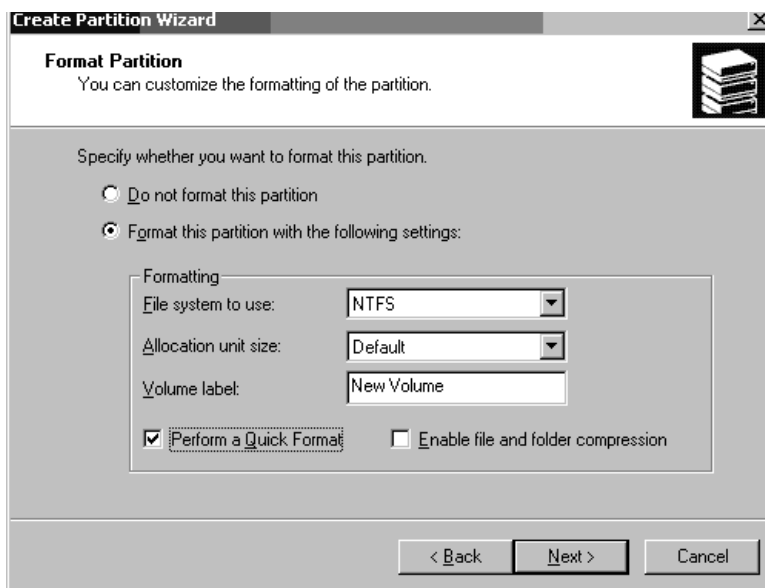 Create Partition Wizard
Format Partition
You can customize the formatting of the partition.
Specify whether you want to format this partition.
Do not format this partition
Format this partition with the following settings:
Formatting
File system to use: NTFS
Allocation unit size: Default
Volume label: New Volume
Perform a Quick Format Enable file and folder compression
< Back Next > Cancel